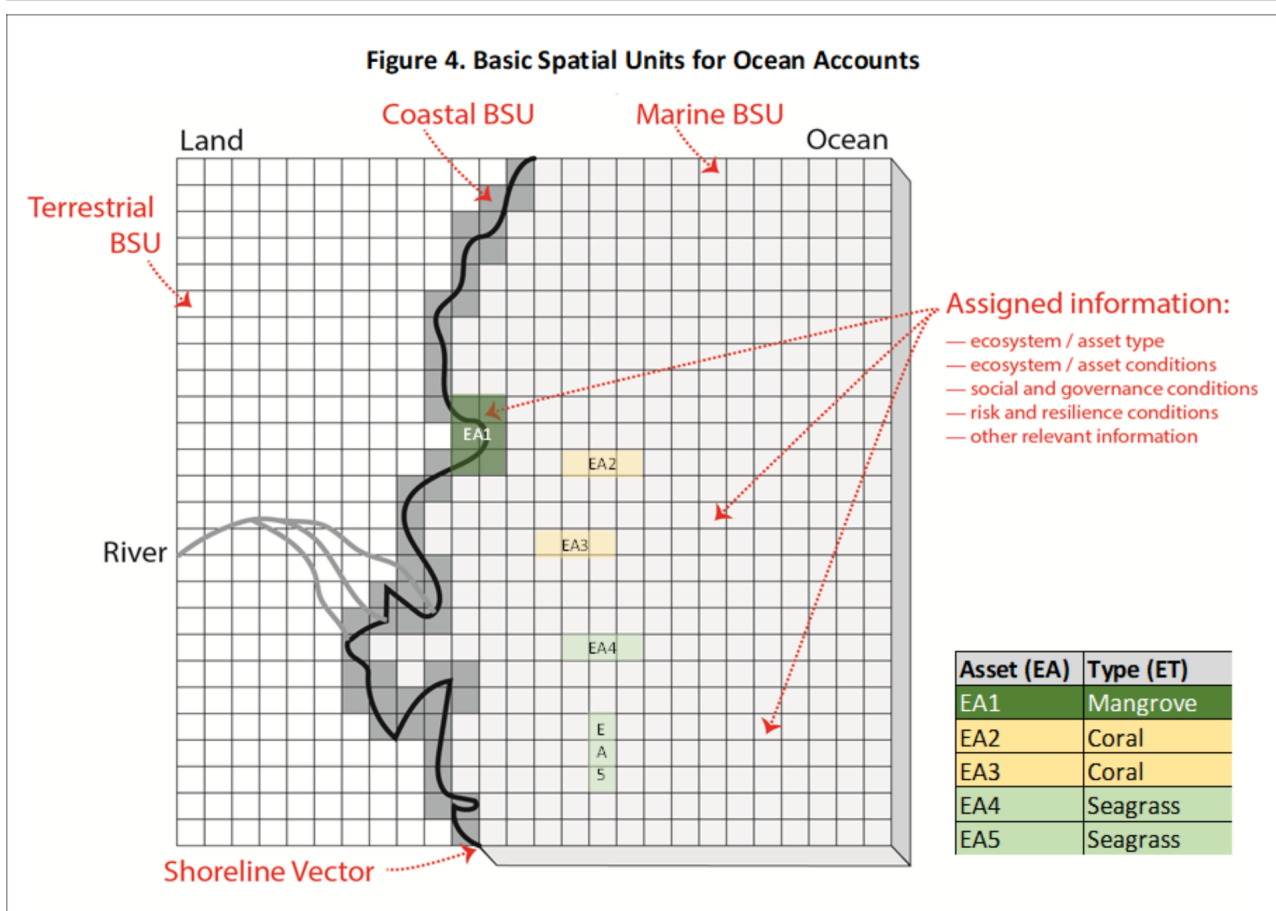 Figure 4. Basic Spatial Units for Ocean Accounts
Coastal BSU
Marine BSU
Land
Ocean
Terrestrial
BSU
Assigned information:
— ecosystem / asset type
— ecosystem / asset conditions
— social and governance conditions
— risk and resilience conditions
— other relevant information
EA1
EA2
EA3
River
EA4
E
A
5
Shoreline Vector
Asset (EA) Type (ET)
EA1 Mangrove
EA2 Coral
EA3 Coral
EA4 Seagrass
EA5 Seagrass